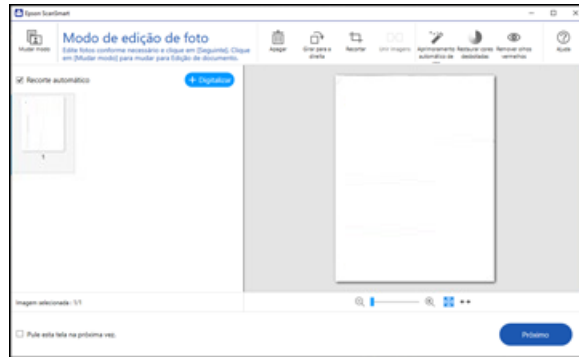 Epson ScanSmart
Mudar modo
Modo de edição de foto
Edite fotos conforme necessário e clique em [Seguinte]. Clique
em [Mudar modo] para mudar para Edição de documento.
Apagar
Girar para a
direita
Recortar
Unir imagens
Aprimoramento
automático de
Restaurar cores
desbotadas
Remover olhos
vermelhos
Ajuda
Recorte automático
+ Digitalizar
1
Imagem selecionada : 1/1
Pule esta tela na próxima vez.
Próximo